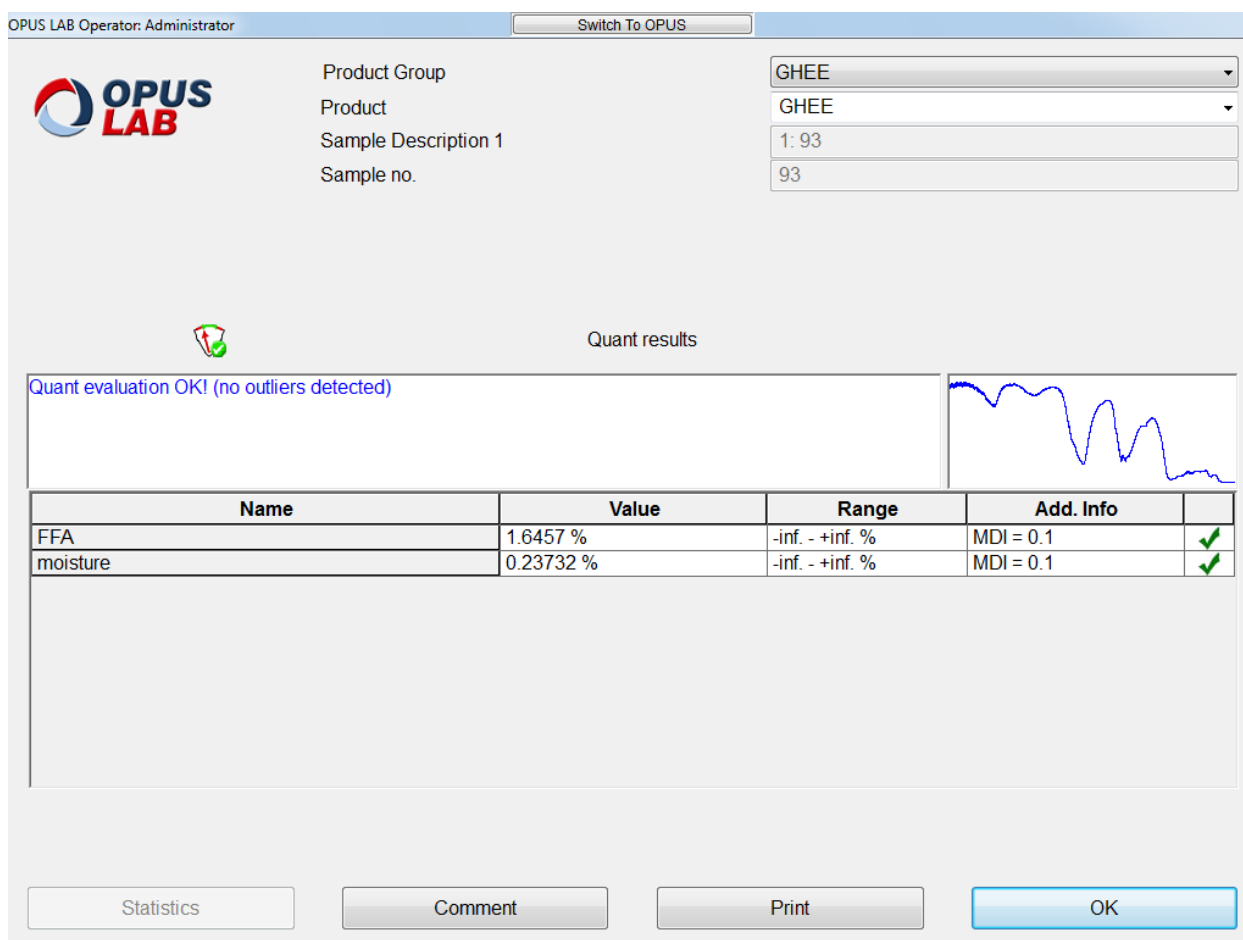 OPUS LAB Operator: Administrator
Switch To OPUS
OPUS
LAB
Product Group GHEE
Product GHEE
Sample Description 1 1: 93
Sample no. 93
Quant results
Quant evaluation OK! (no outliers detected)
Name Value Range Add. Info
FFA 1.6457 % -inf. - +inf. % MDI = 0.1
moisture 0.23732 % -inf. - +inf. % MDI = 0.1
Statistics Comment Print OK